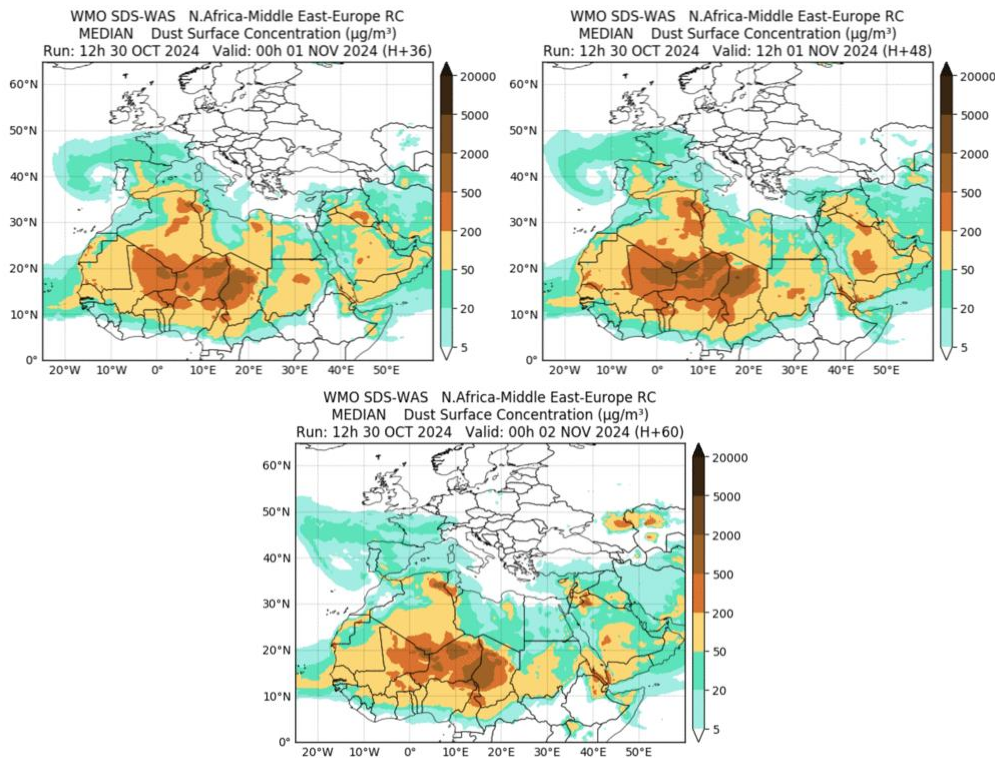 WMO SDS-WAS N.Africa-Middle East-Europe RC
MEDIAN Dust Surface Concentration (µg/m³)
Run: 12h 30 OCT 2024 Valid: 00h 01 NOV 2024 (H+36)
60°N
50°N
40°N
30°N
20°N
10°N
0°
20°W 10°W 0° 10°E 20°E 30°E 40°E 50°E
20000
5000
2000
500
200
50
20
5
WMO SDS-WAS N.Africa-Middle East-Europe RC
MEDIAN Dust Surface Concentration (µg/m³)
Run: 12h 30 OCT 2024 Valid: 12h 01 NOV 2024 (H+48)
60°N
50°N
40°N
30°N
20°N
10°N
0°
20°W 10°W 0° 10°E 20°E 30°E 40°E 50°E
20000
5000
2000
500
200
50
20
5
WMO SDS-WAS N.Africa-Middle East-Europe RC
MEDIAN Dust Surface Concentration (µg/m³)
Run: 12h 30 OCT 2024 Valid: 00h 02 NOV 2024 (H+60)
60°N
50°N
40°N
30°N
20°N
10°N
0°
20°W 10°W 0° 10°E 20°E 30°E 40°E 50°E
20000
5000
2000
500
200
50
20
5